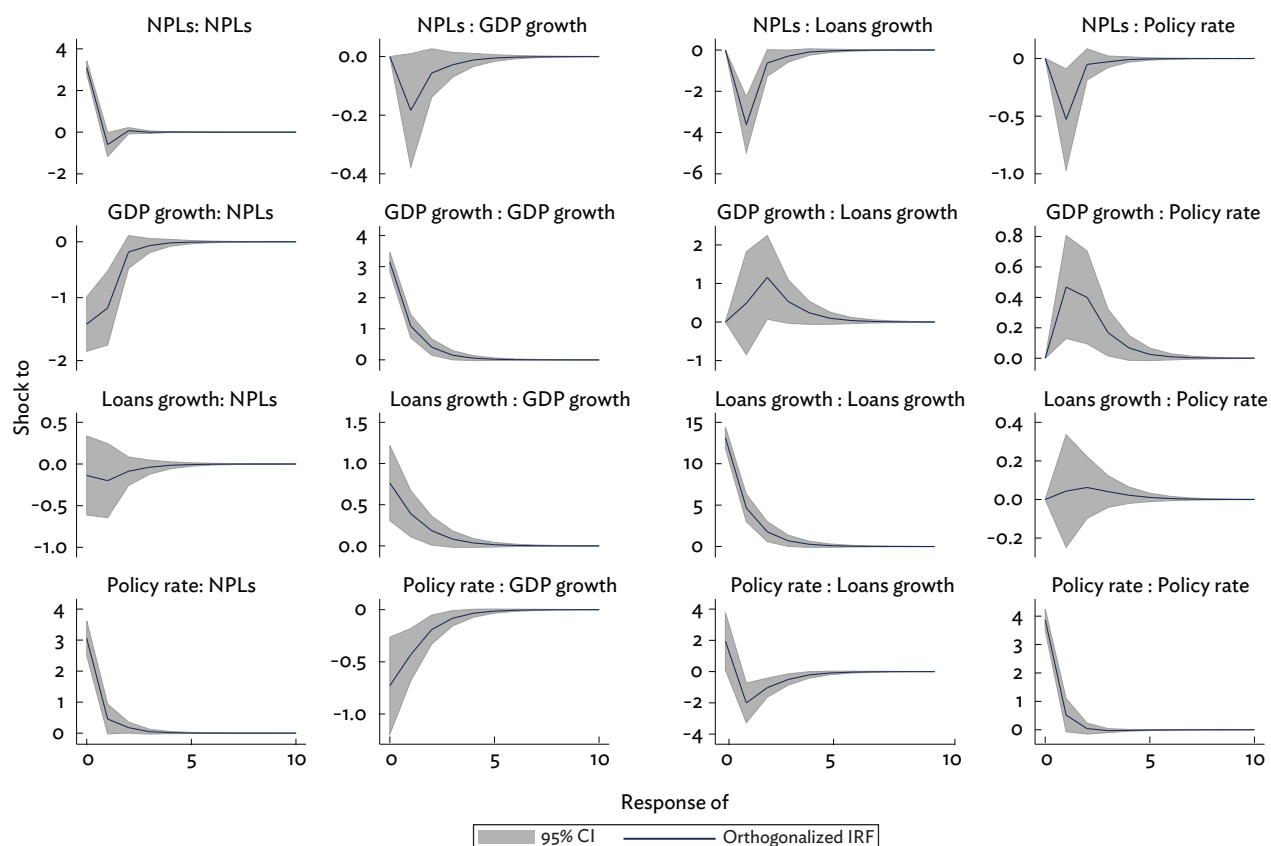 NPLs: NPLs
NPLs : GDP growth
NPLs : Loans growth
NPLs : Policy rate
4
2
0
−2
0.0
−0.2
−0.4
0
−2
−4
−6
0
−0.5
−1.0
GDP growth: NPLs
GDP growth : GDP growth
GDP growth : Loans growth
GDP growth : Policy rate
0
−1
−2
4
3
2
1
0
2
1
0
−1
0.8
0.6
0.4
0.2
0.0
Shock to
Loans growth: NPLs
Loans growth : GDP growth
Loans growth : Loans growth
Loans growth : Policy rate
0.5
0.0
−0.5
−1.0
1.5
1.0
0.5
0.0
15
10
5
0
0.4
0.2
0.0
−0.2
Policy rate: NPLs
Policy rate : GDP growth
Policy rate : Loans growth
Policy rate : Policy rate
4
3
2
1
0
0
−0.5
−1.0
4
2
0
−2
−4
4
3
2
1
0
0 5 10
0 5 10
0 5 10
0 5 10
Response of
95% CI
Orthogonalized IRF